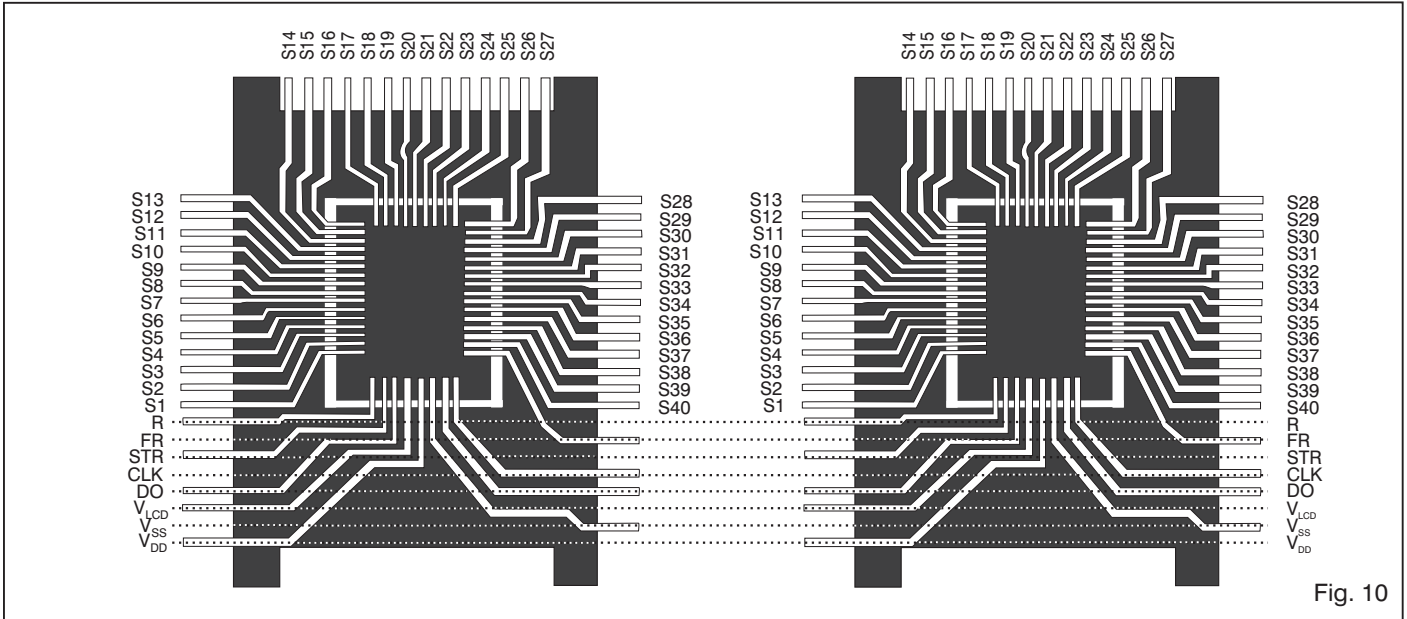 S14 S15 S16 S17 S18 S19 S20 S21 S22 S23 S24 S25 S26 S27
S14 S15 S16 S17 S18 S19 S20 S21 S22 S23 S24 S25 S26 S27
S13
S12
S11
S10
S9
S8
S7
S6
S5
S4
S3
S2
S1
R
FR
STR
CLK
DO
VLCD
VSS
VDD
S28
S29
S30
S31
S32
S33
S34
S35
S36
S37
S38
S39
S40
S13
S12
S11
S10
S9
S8
S7
S6
S5
S4
S3
S2
S1
S28
S29
S30
S31
S32
S33
S34
S35
S36
S37
S38
S39
S40
R
FR
STR
CLK
DO
VLCD
VSS
VDD
Fig. 10